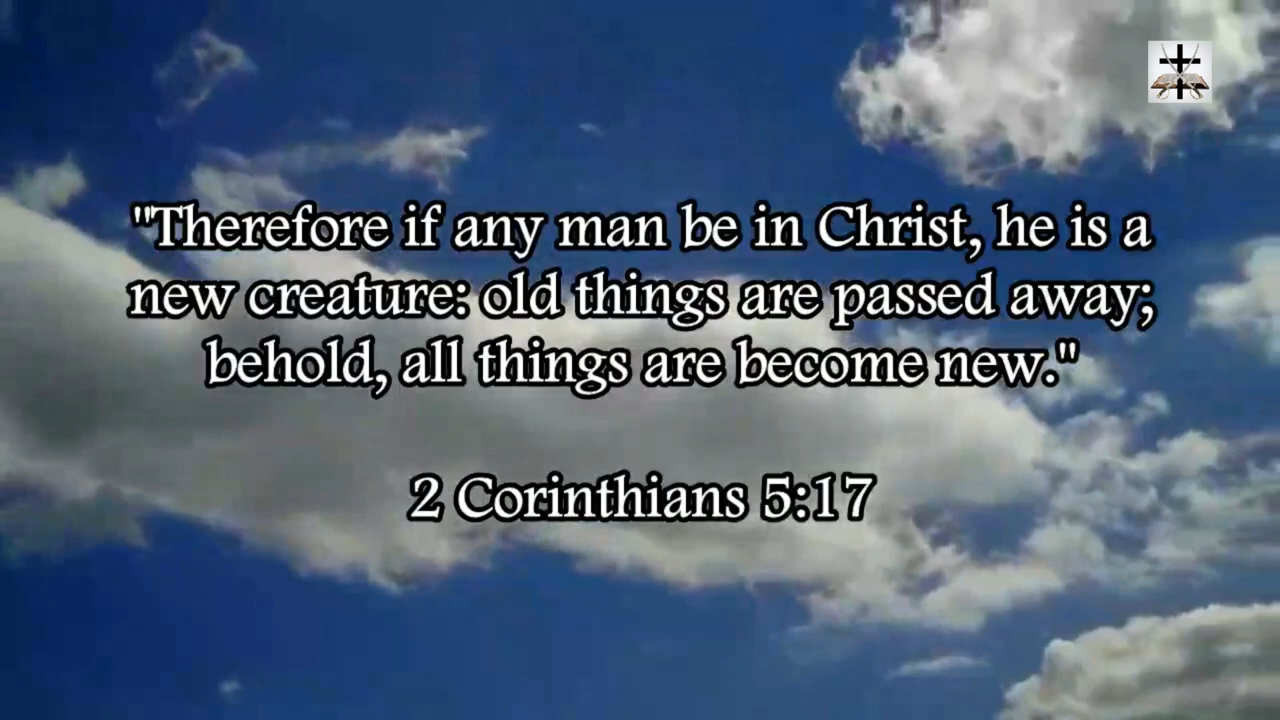 "Therefore if any man be in Christ, he is a
new creature: old things are passed away;
behold, all things are become new."
2 Corinthians 5:17